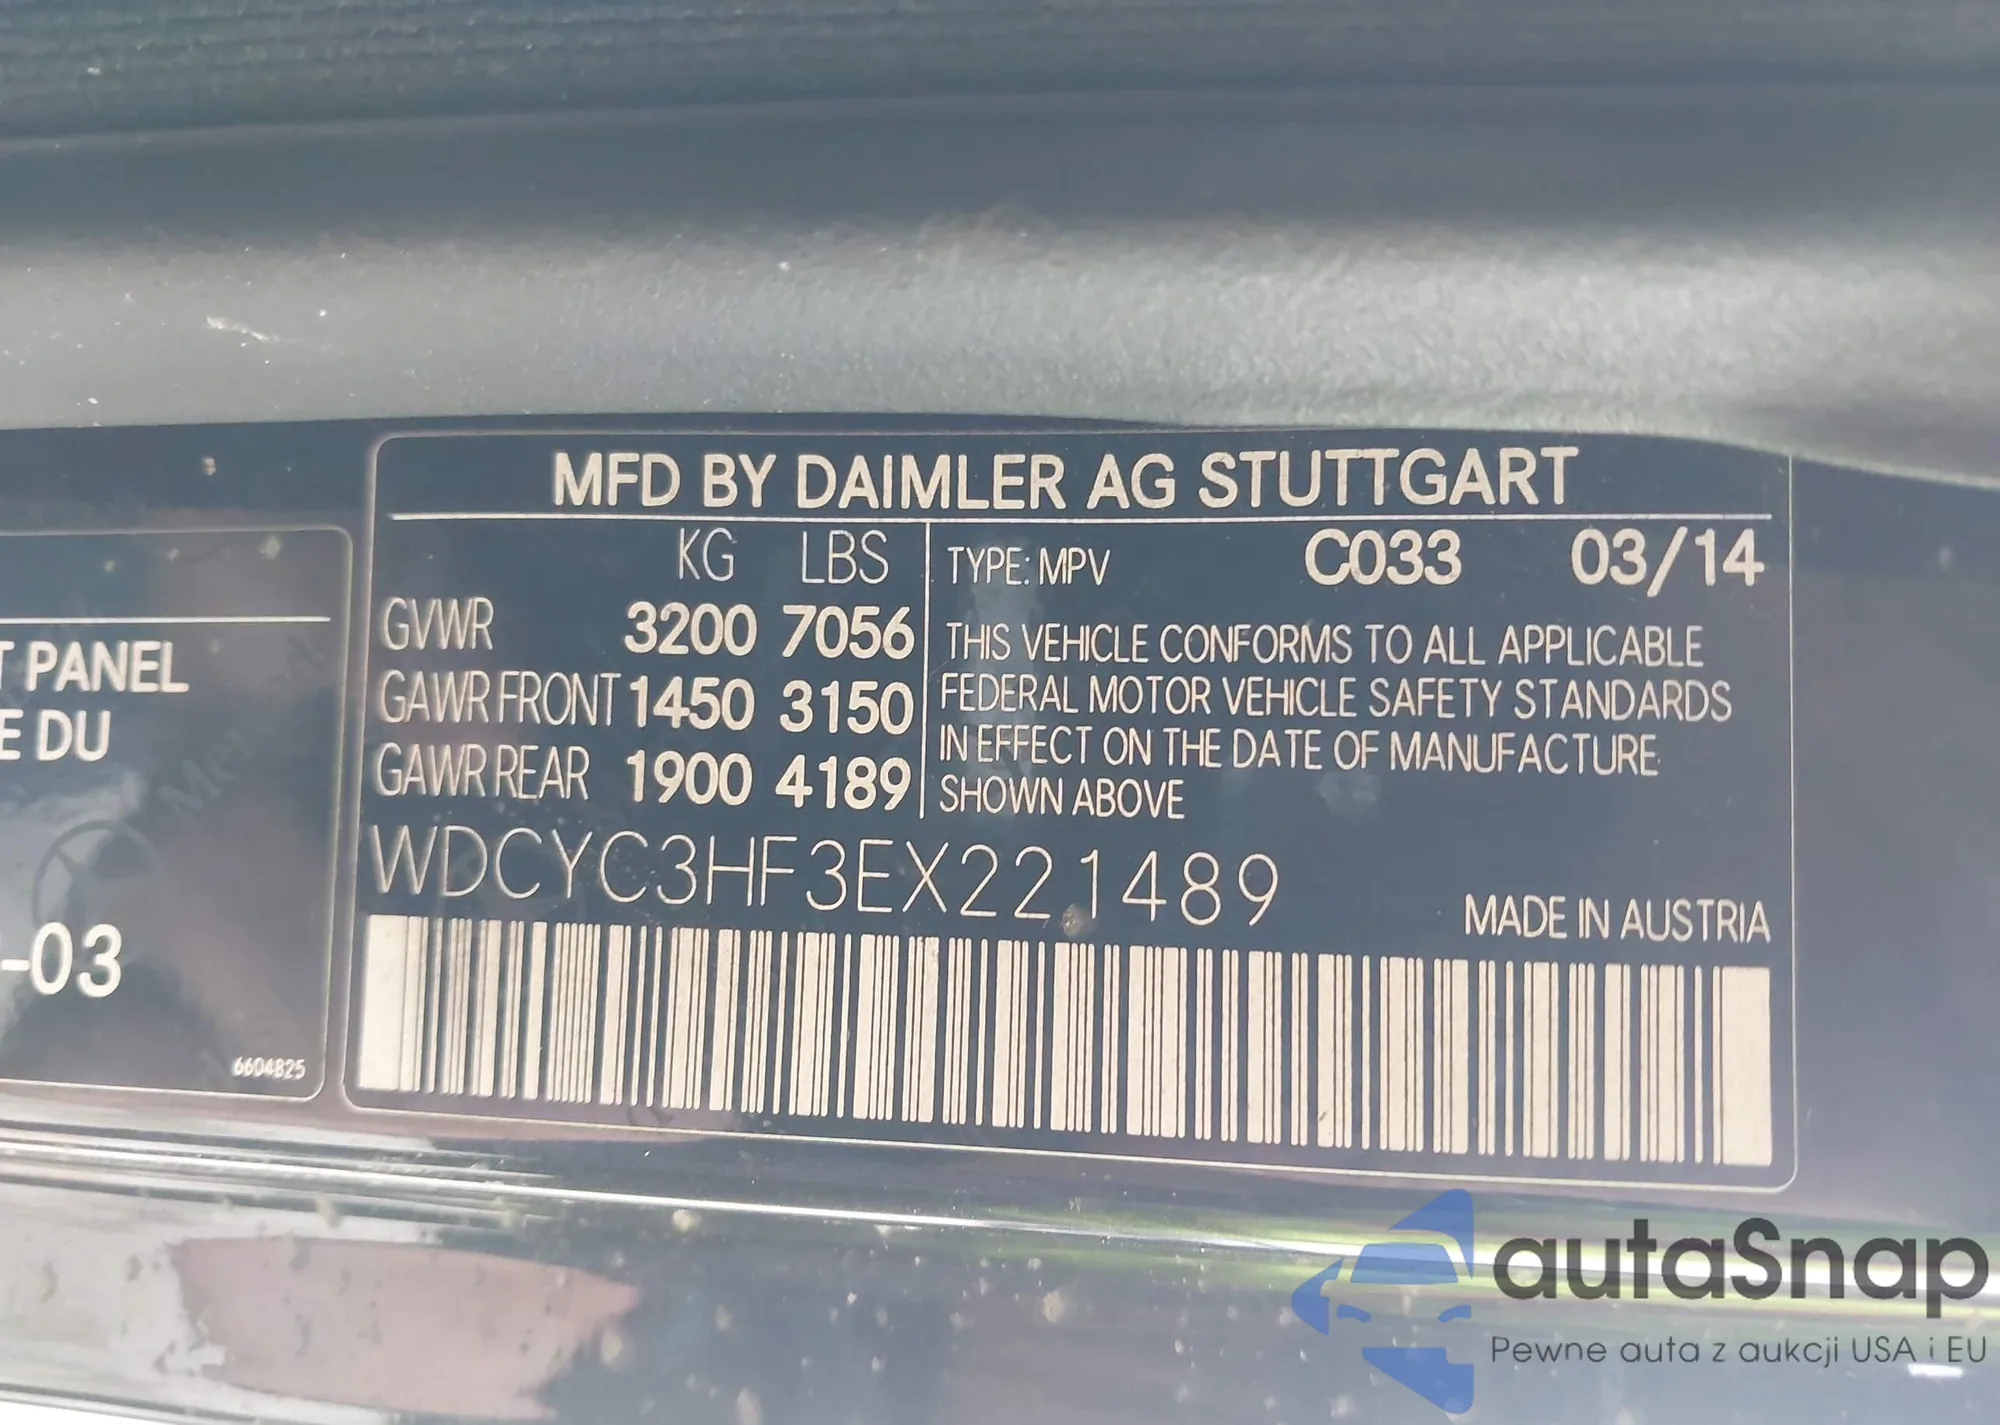 MFD BY DAIMLER AG STUTTGART
KG LBS
GVWR 3200 7056
GAWR FRONT 1450 3150
GAWR REAR 1900 4189
TYPE: MPV C033 03/14
THIS VEHICLE CONFORMS TO ALL APPLICABLE
FEDERAL MOTOR VEHICLE SAFETY STANDARDS
IN EFFECT ON THE DATE OF MANUFACTURE
SHOWN ABOVE
WDCYC3HF3EX221489
MADE IN AUSTRIA
T PANEL
E DU
-03
6604825
autaSnap
Pewne auta z aukcji USA i EU